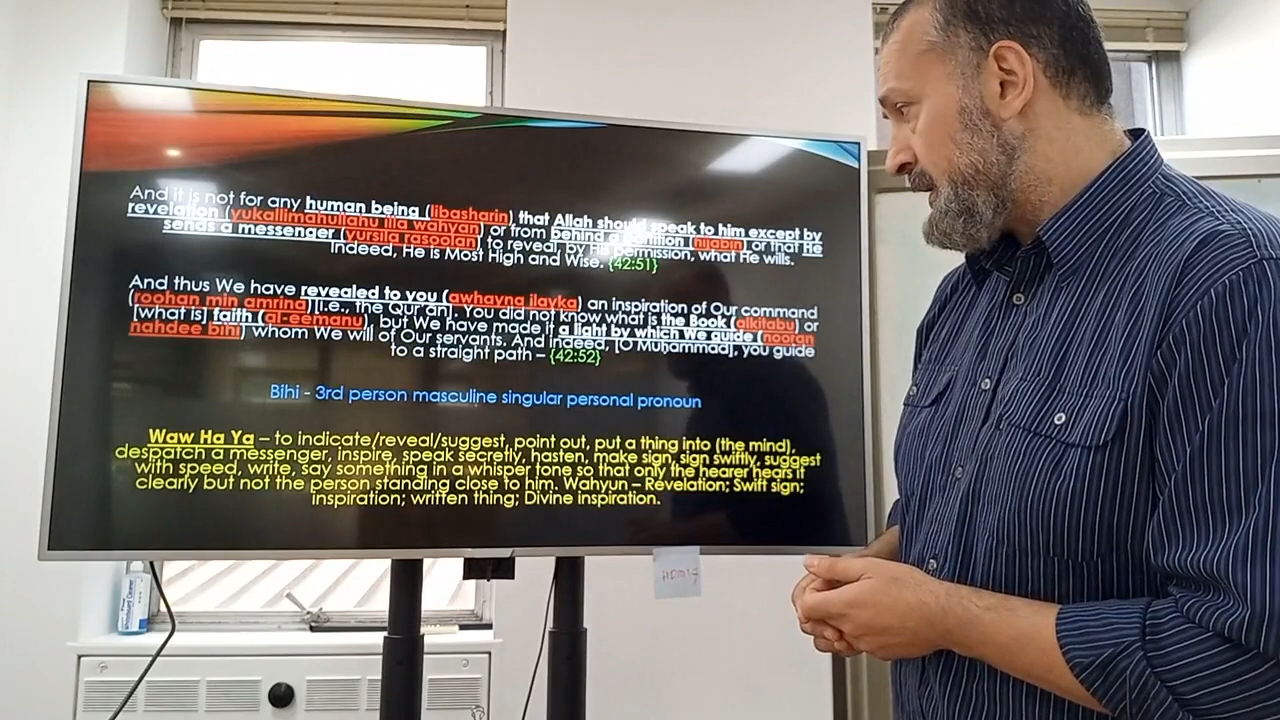 And it is not for any human being (libasharin) that Allah should speak to him except by
revelation (yukallimahullahu illa wahyan) or from behind a partition (hijabin) or that He
sends a messenger (yursila rasoolan) to reveal, by His permission, what He wills.
Indeed, He is Most High and Wise. {42:51}
And thus We have revealed to you (awhayna ilayka) an inspiration of Our command
(roohan min amrina) [i.e., the Qur'an]. You did not know what is the Book (alkitabu) or
[what is] faith (al-eemanu), but We have made it a light by which We guide (nooran
nahdee bihi) whom We will of Our servants. And indeed, [O Muḥammad], you guide
to a straight path – {42:52}
Bihi - 3rd person masculine singular personal pronoun
Waw Ha Ya – to indicate/reveal/suggest, point out, put a thing into (the mind),
despatch a messenger, inspire, speak secretly, hasten, make sign, sign swiftly, suggest
with speed, write, say something in a whisper tone so that only the hearer hears it
clearly but not the person standing close to him. Wahyun – Revelation; Swift sign;
inspiration; written thing; Divine inspiration.